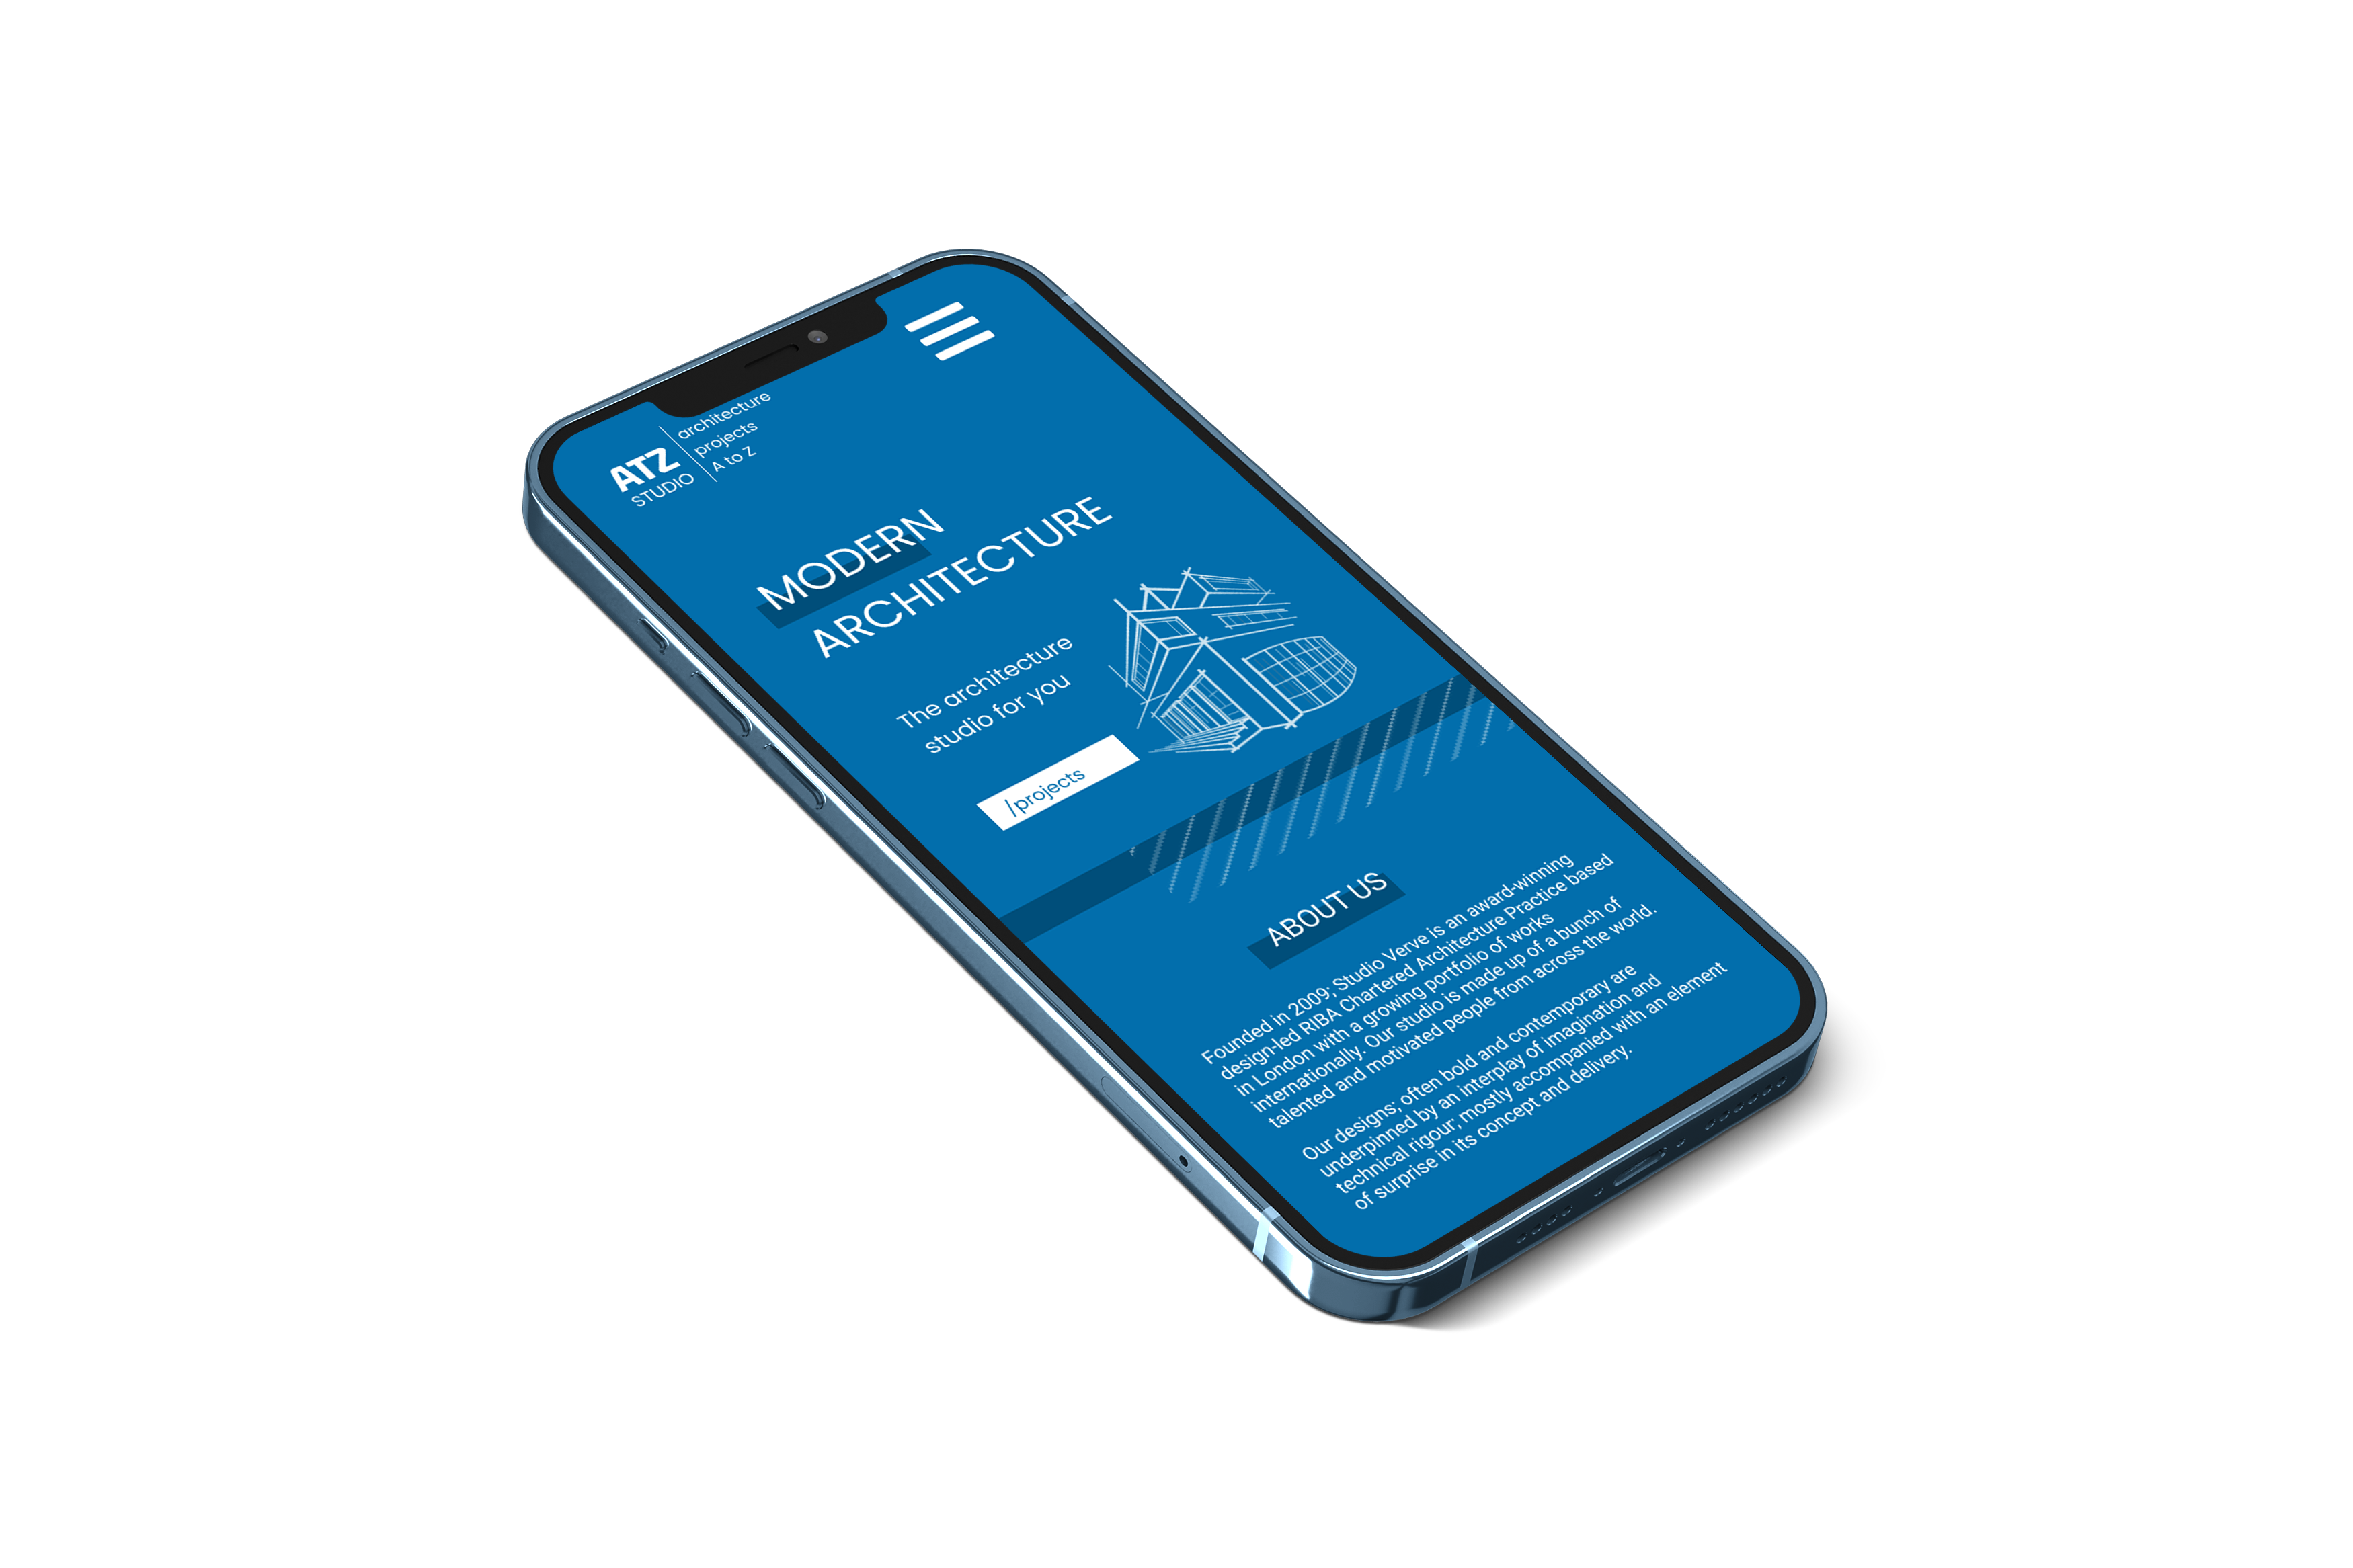 ATZ
STUDIO
architecture
projects
A to Z
MODERN
ARCHITECTURE
The architecture
studio for you
/projects
ABOUT US
Founded in 2009; Studio Verve is an award-winning
design-led RIBA Chartered Architecture Practice based
in London with a growing portfolio of works
internationally. Our studio is made up of a bunch of
talented and motivated people from across the world.
Our designs; often bold and contemporary are
underpinned by an interplay of imagination and
technical rigour; mostly accompanied with an element
of surprise in its concept and delivery.